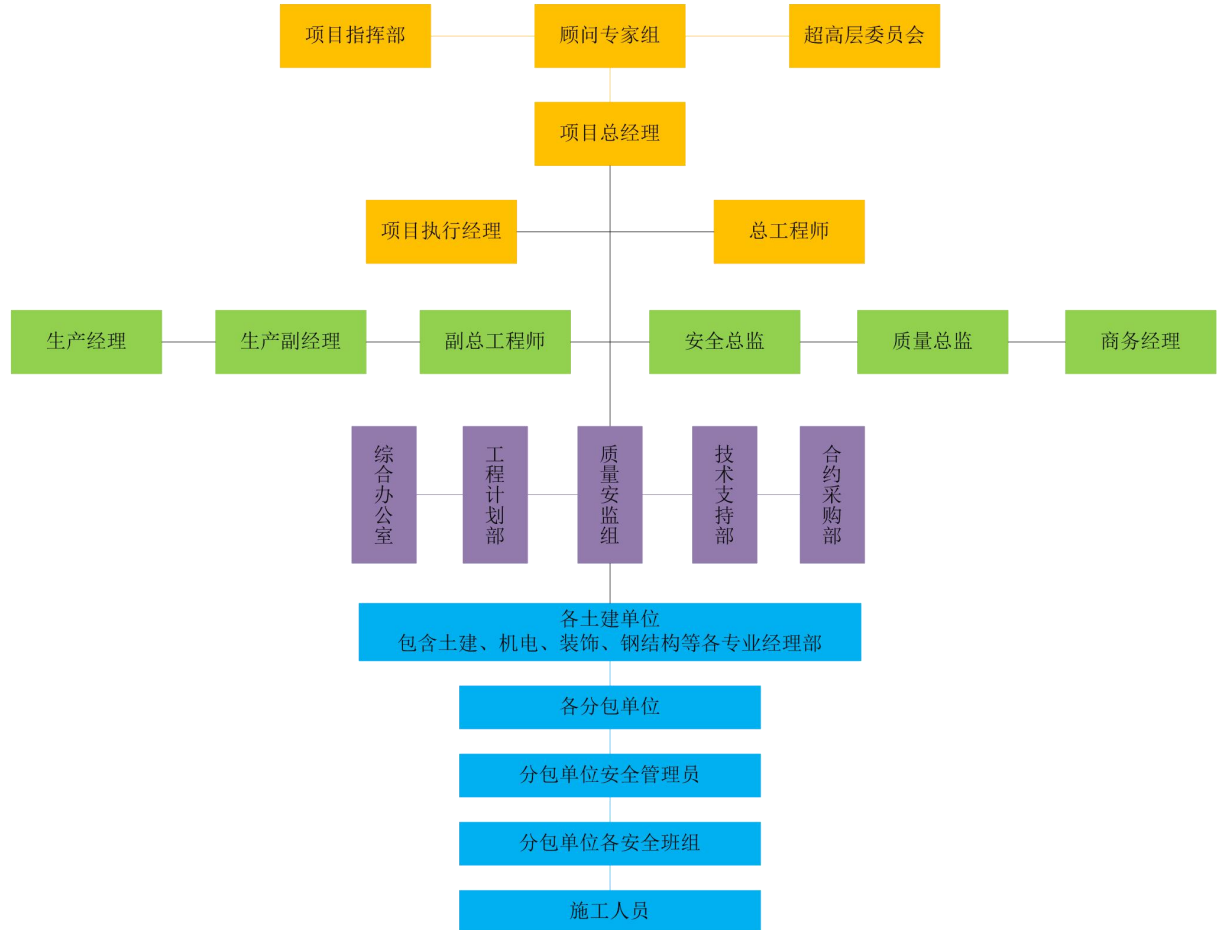 项目指挥部
顾问专家组
超高层委员会
项目总经理
项目执行经理
总工程师
生产经理
生产副经理
副总工程师
安全总监
质量总监
商务经理
综合办公室
工程计划部
质量安监组
技术支持部
合约采购部
各土建单位
包含土建、机电、装饰、钢结构等各专业经理部
各分包单位
分包单位安全管理员
分包单位各安全班组
施工人员